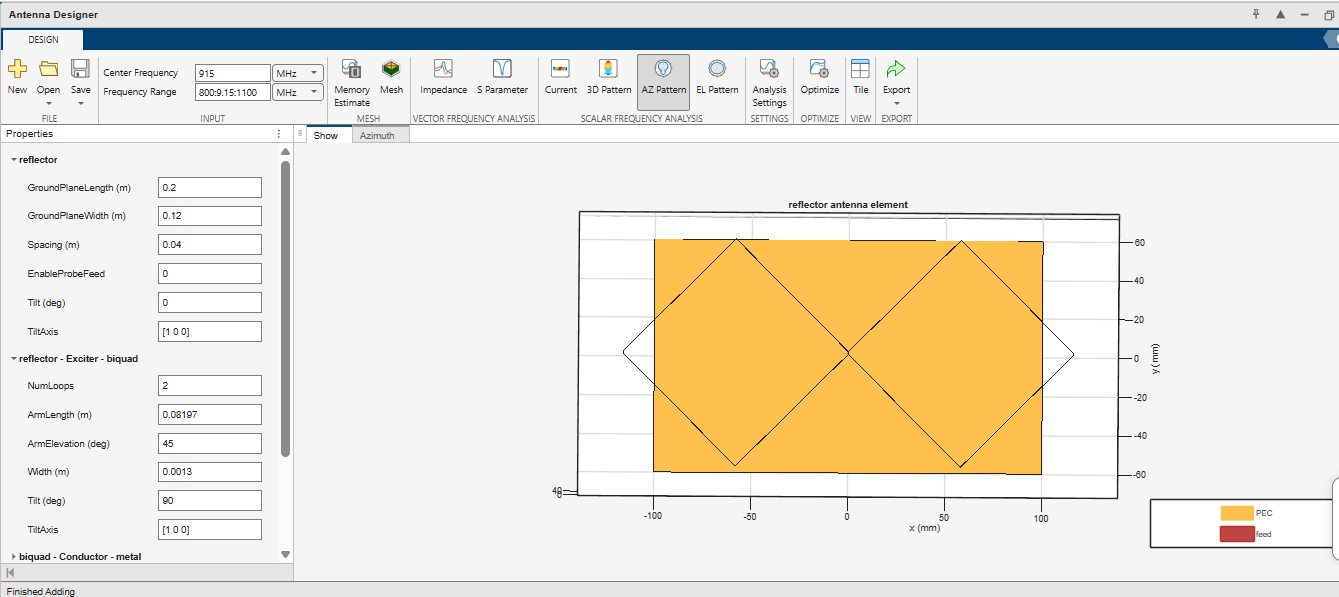 Antenna Designer
DESIGN
New
Open
Save
FILE
Center Frequency 915 MHz
Frequency Range 800:9.15:1100 MHz
INPUT
Memory Estimate
Mesh
MESH
Impedance
S Parameter
VECTOR FREQUENCY ANALYSIS
Current
3D Pattern
AZ Pattern
EL Pattern
SCALAR FREQUENCY ANALYSIS
Analysis Settings
SETTINGS
Optimize
OPTIMIZE
Tile
VIEW
Export
EXPORT
Properties
reflector
GroundPlaneLength (m) 0.2
GroundPlaneWidth (m) 0.12
Spacing (m) 0.04
EnableProbeFeed 0
Tilt (deg) 0
TiltAxis [1 0 0]
reflector - Exciter - biquad
NumLoops 2
ArmLength (m) 0.08197
ArmElevation (deg) 45
Width (m) 0.0013
Tilt (deg) 90
TiltAxis [1 0 0]
biquad - Conductor - metal
Show Azimuth
reflector antenna element
60
40
20
0
-20
-40
-60
y (mm)
-100 -50 0 50 100
x (mm)
PEC
feed
Finished Adding